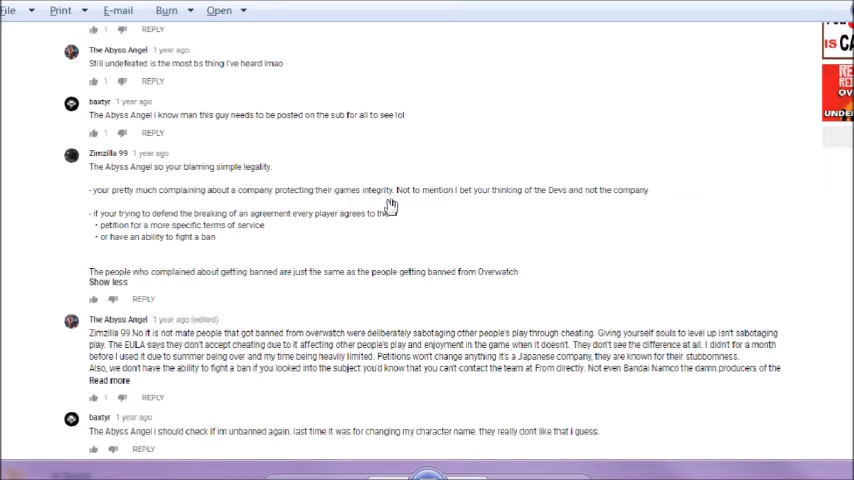 File Print E-mail Burn Open
1 REPLY
The Abyss Angel 1 year ago
Still undefeated is the most bs thing I've heard lmao
1 REPLY
baxtyr 1 year ago
The Abyss Angel i know man this guy needs to be posted on the sub for all to see lol
1 REPLY
IS CA
Zimzilla 99 1 year ago
The Abyss Angel so your blaming simple legality.
- your pretty much complaining about a company protecting their games integrity. Not to mention I bet your thinking of the Devs and not the company
- if your trying to defend the breaking of an agreement every player agrees to
• petition for a more specific terms of service
• or have an ability to fight a ban
The people who complained about getting banned are just the same as the people getting banned from Overwatch
Show less
REPLY
The Abyss Angel 1 year ago (edited)
Zimzilla 99 No it is not mate people that got banned from overwatch were deliberately sabotaging other people's play through cheating. Giving yourself souls to level up isn't sabotaging
play. The EULA says they don't accept cheating due to it affecting other people's play and enjoyment in the game when it doesn't. They don't see the difference at all. I didn't for a month
before I used it due to summer being over and my time being heavily limited. Petitions won't change anything it's a Japanese company, they are known for their stubbornness.
Also, we don't have the ability to fight a ban if you looked into the subject you'd know that you can't contact the team at From directly. Not even Bandai Namco the damn producers of the
Read more
1 REPLY
baxtyr 1 year ago
The Abyss Angel i should check if im unbanned again. last time it was for changing my character name, they really dont like that i guess.
REPLY